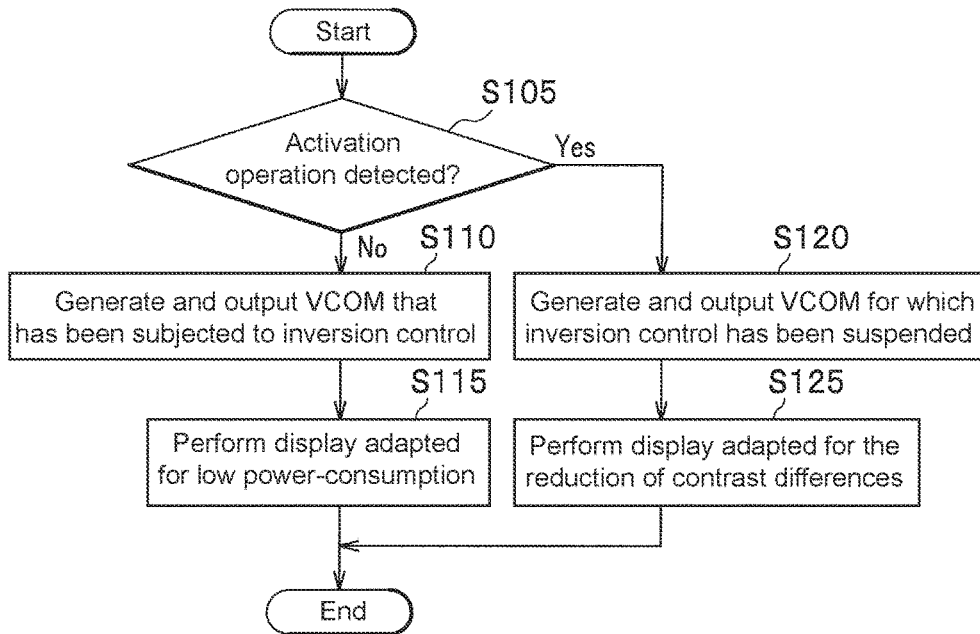 Start
S105
Activation
operation detected?
Yes
No
S110
Generate and output VCOM that
has been subjected to inversion control
S120
Generate and output VCOM for which
inversion control has been suspended
S115
Perform display adapted
for low power-consumption
S125
Perform display adapted for the
reduction of contrast differences
End